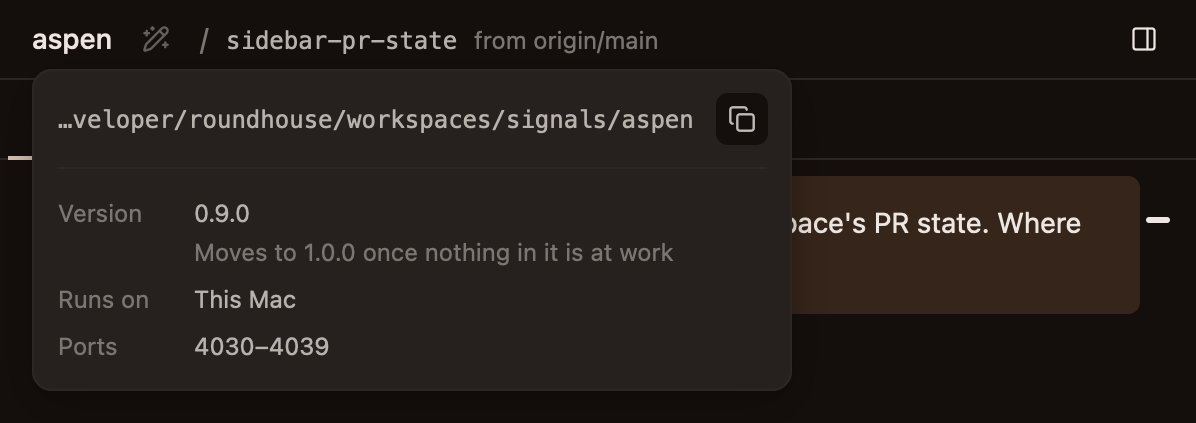 aspen / sidebar-pr-state from origin/main
…veloper/roundhouse/workspaces/signals/aspen
Version 0.9.0
Moves to 1.0.0 once nothing in it is at work
pace's PR state. Where
Runs on This Mac
Ports 4030–4039